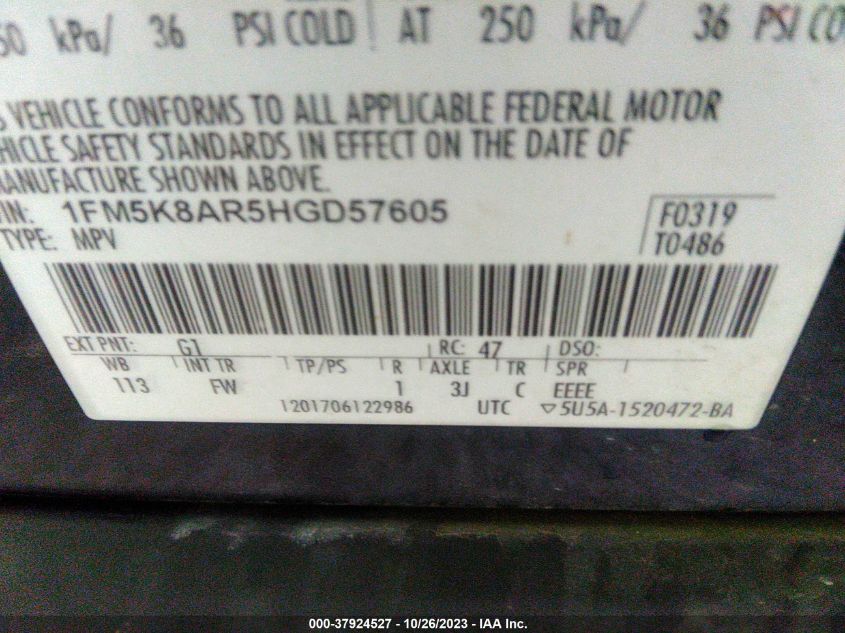 50 kPa/ 36 PSI COLD AT 250 kPa/ 36 PSI CO
S VEHICLE CONFORMS TO ALL APPLICABLE FEDERAL MOTOR
HICLE SAFETY STANDARDS IN EFFECT ON THE DATE OF
MANUFACTURE SHOWN ABOVE.
IN: 1FM5K8AR5HGD57605
F0319
TYPE: MPV
T0486
EXT PNT: G1 RC: 47 DSO:
WB INT TR TP/PS R AXLE TR SPR
113 FW 1 3J C EEEE
1201706122986 UTC ▽5U5A-1520472-BA
000-37924527 - 10/26/2023 - IAA Inc.